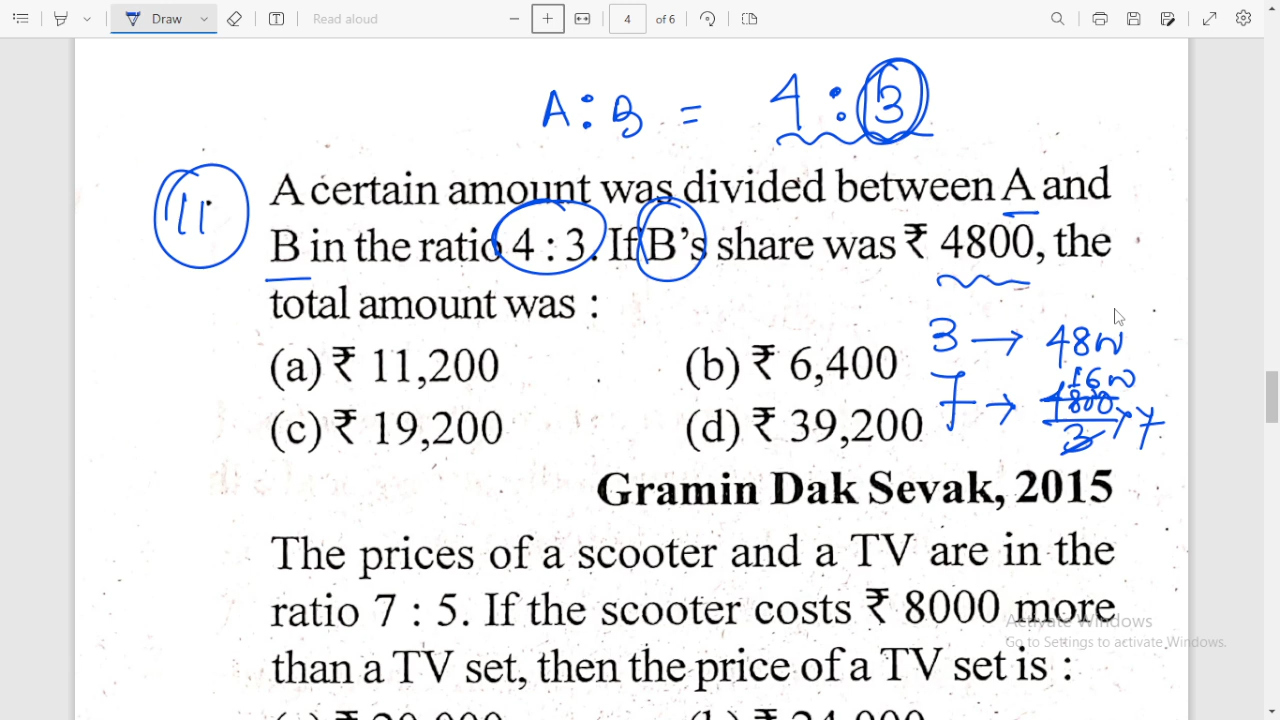 Draw
Read aloud
4 of 6
A : B = 4 : 3
11
A certain amount was divided between A and
B in the ratio 4 : 3. If B's share was ₹ 4800, the
total amount was :
(a) ₹ 11,200 (b) ₹ 6,400
3 → 4800
1600
(c) ₹ 19,200 (d) ₹ 39,200
7 → 4800/3 × 7
Gramin Dak Sevak, 2015
The prices of a scooter and a TV are in the
ratio 7 : 5. If the scooter costs ₹ 8000 more
than a TV set, then the price of a TV set is :
Activate Windows
Go to Settings to activate Windows.